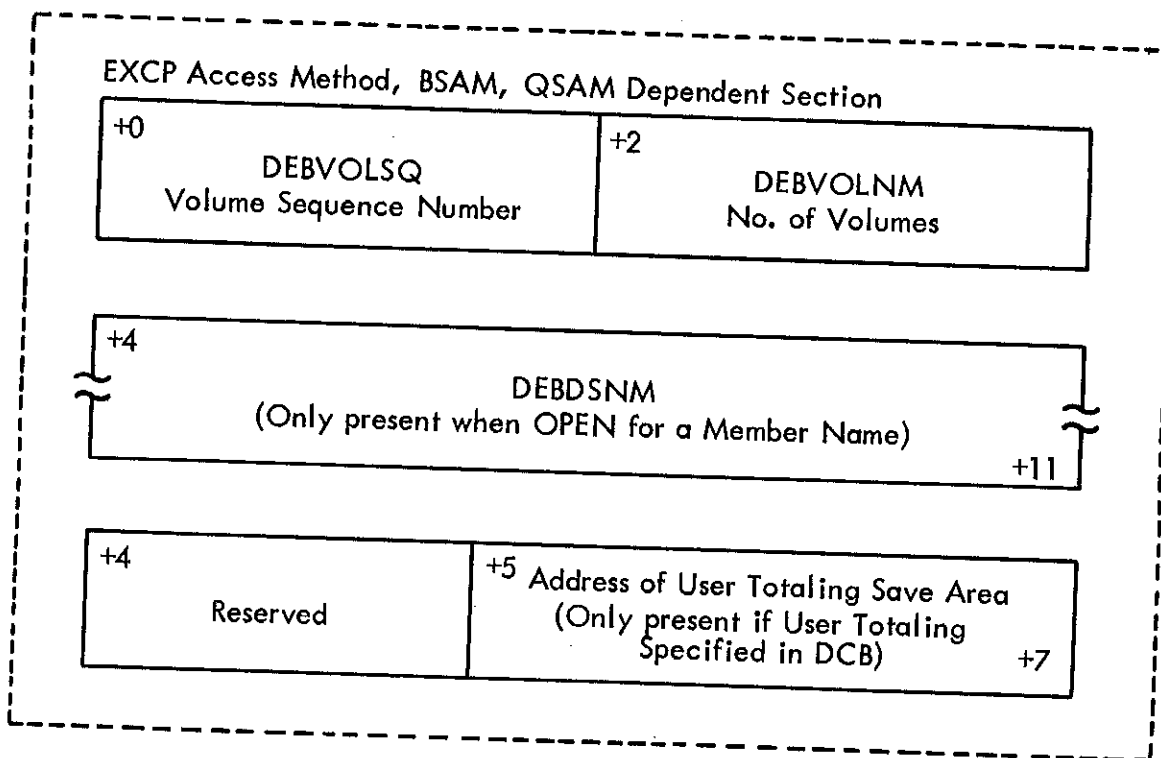 EXCP Access Method, BSAM, QSAM Dependent Section
+0
DEBVOLSQ
Volume Sequence Number
+2
DEBVOLNM
No. of Volumes
+4
DEBDSNM
(Only present when OPEN for a Member Name)
+11
+4
Reserved
+5 Address of User Totaling Save Area
(Only present if User Totaling
Specified in DCB)
+7